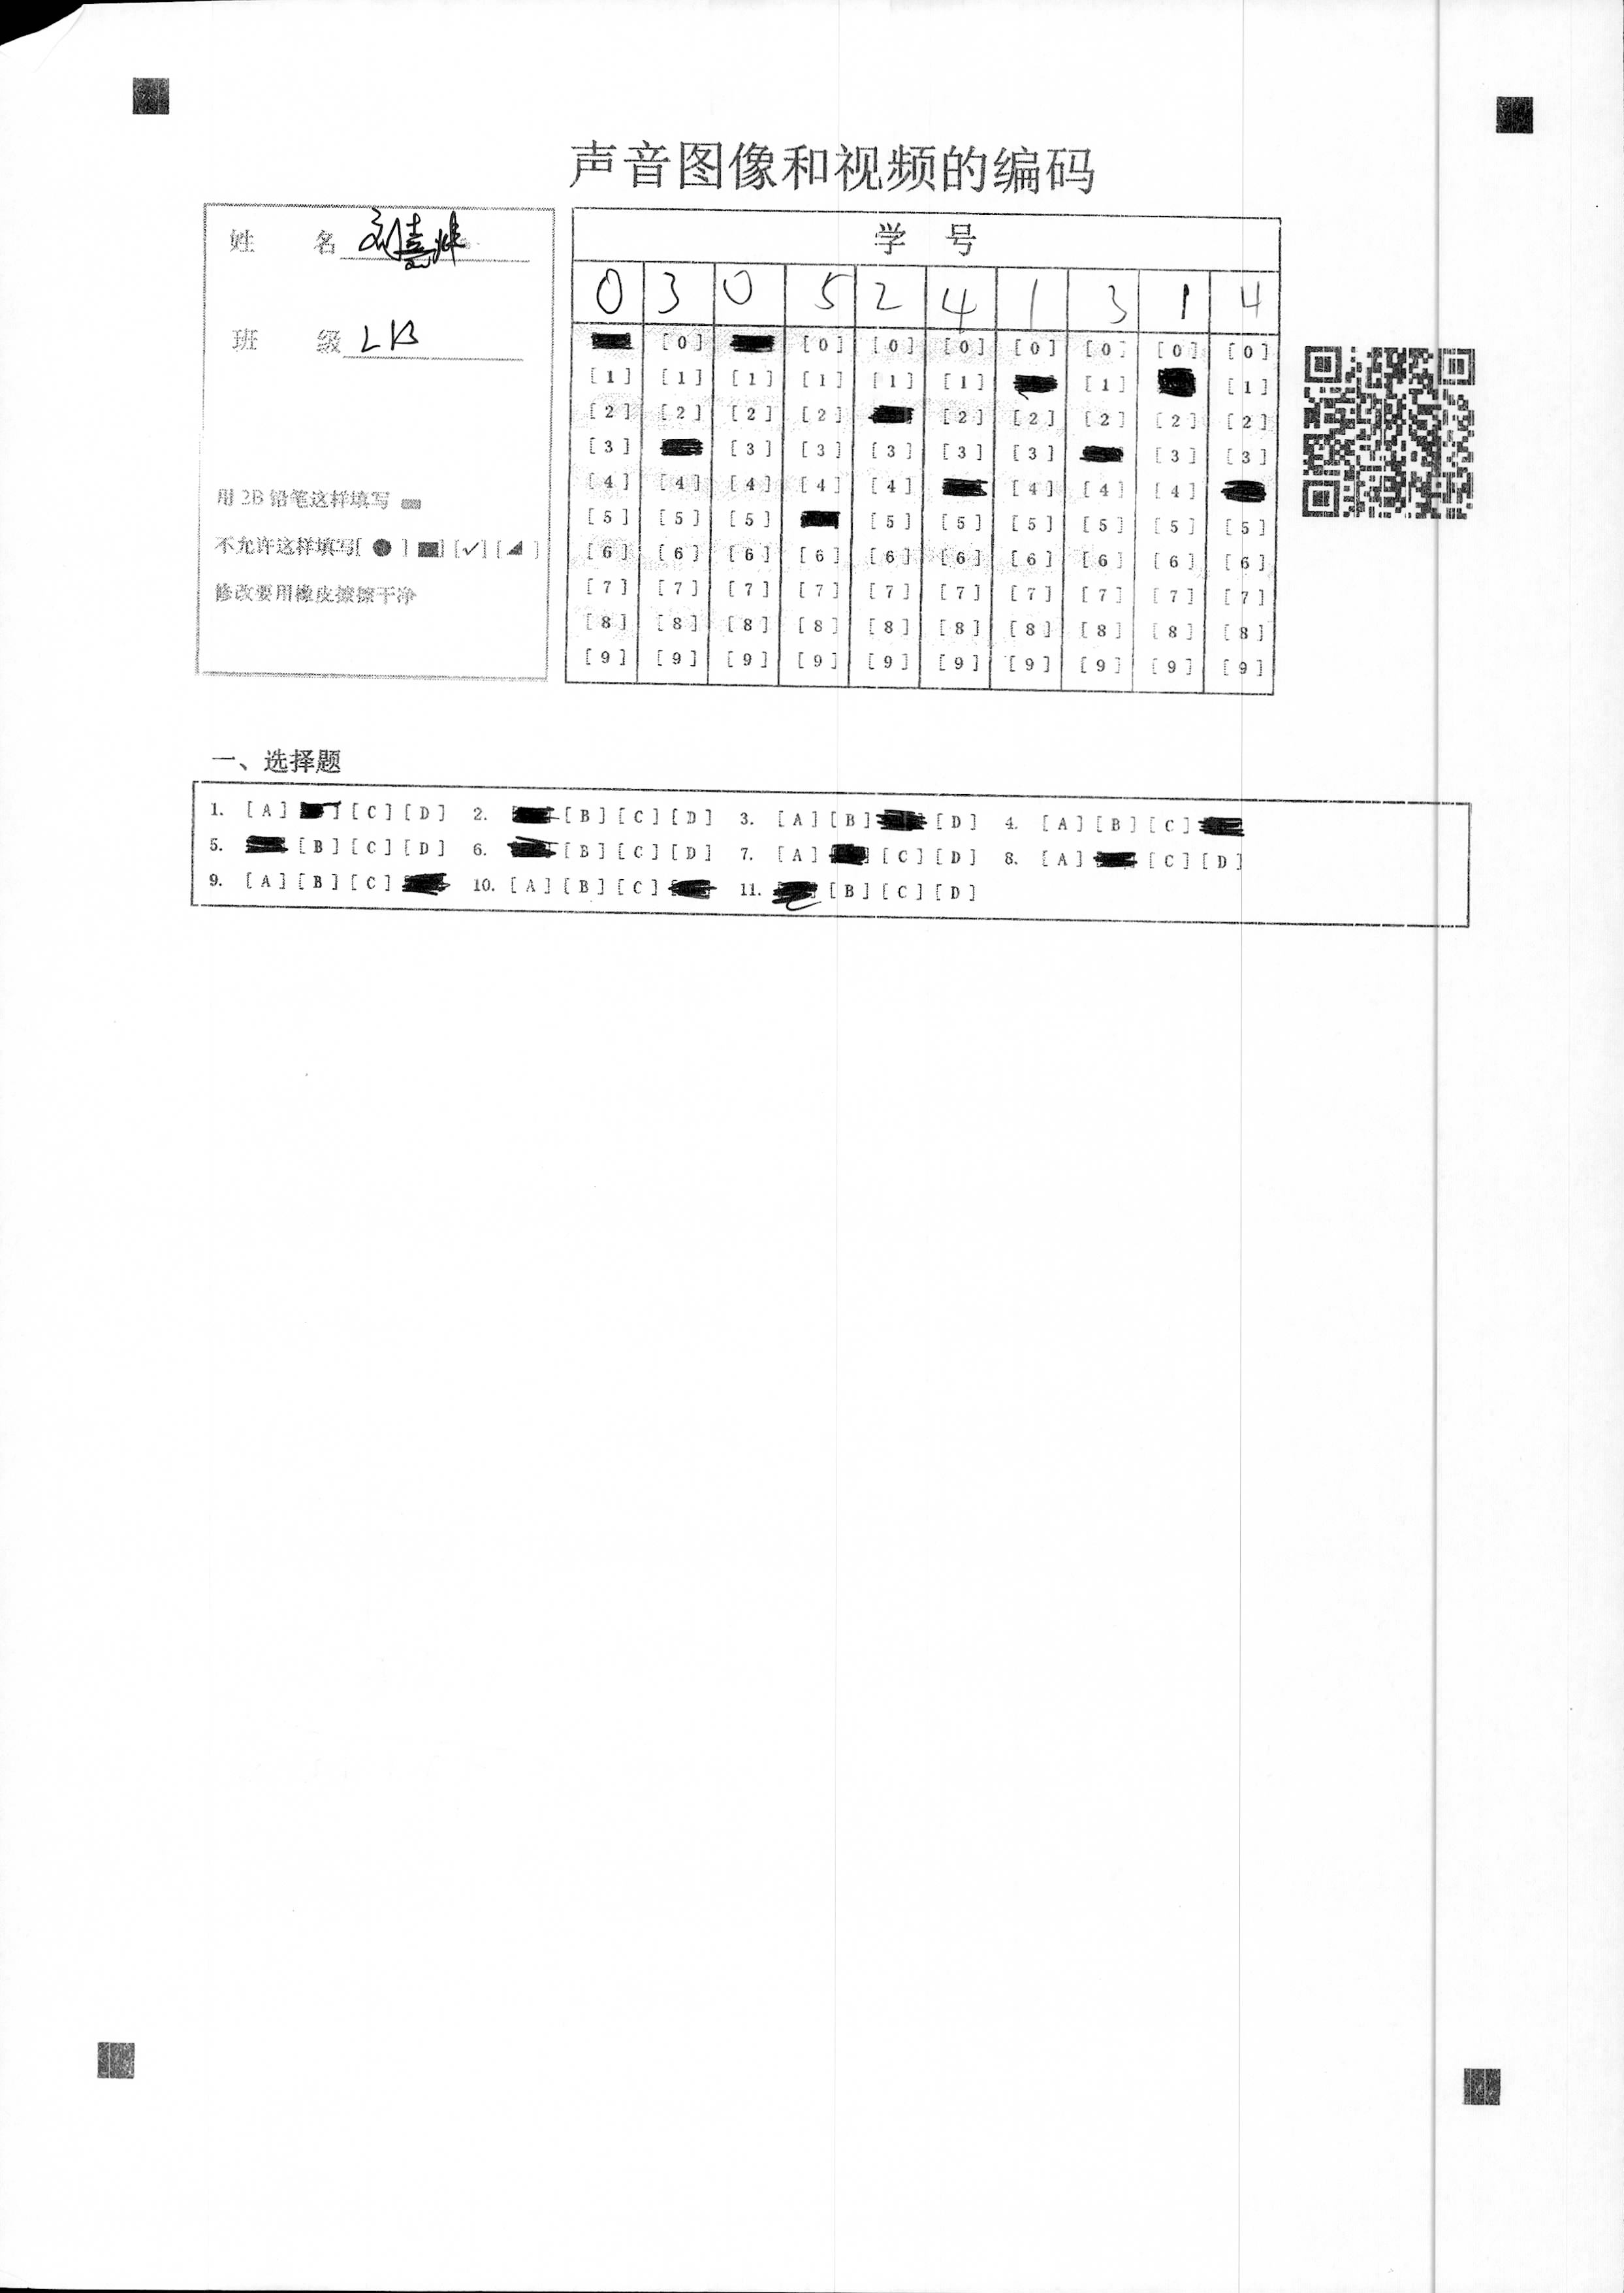 声音图像和视频的编码
姓 名
班 级
用 2B 铅笔这样填写
不允许这样填写[ ● ] ■] [✓] [ ◢ ]
修改要用橡皮擦擦干净
学 号
0 3 0 5 2 4 1 3 1 4
[0] [0] [0] [0] [0] [0] [0] [0]
[1] [1] [1] [1] [1] [1] [1] [1]
[2] [2] [2] [2] [2] [2] [2] [2] [2]
[3] [3] [3] [3] [3] [3] [3] [3]
[4] [4] [4] [4] [4] [4] [4] [4]
[5] [5] [5] [5] [5] [5] [5] [5] [5]
[6] [6] [6] [6] [6] [6] [6] [6] [6] [6]
[7] [7] [7] [7] [7] [7] [7] [7] [7] [7]
[8] [8] [8] [8] [8] [8] [8] [8] [8] [8]
[9] [9] [9] [9] [9] [9] [9] [9] [9] [9]
一、选择题
1. [A] [C] [D] 2. [B] [C] [D] 3. [A] [B] [D] 4. [A] [B] [C]
5. [B] [C] [D] 6. [B] [C] [D] 7. [A] [C] [D] 8. [A] [C] [D]
9. [A] [B] [C] 10. [A] [B] [C] 11. [B] [C] [D]